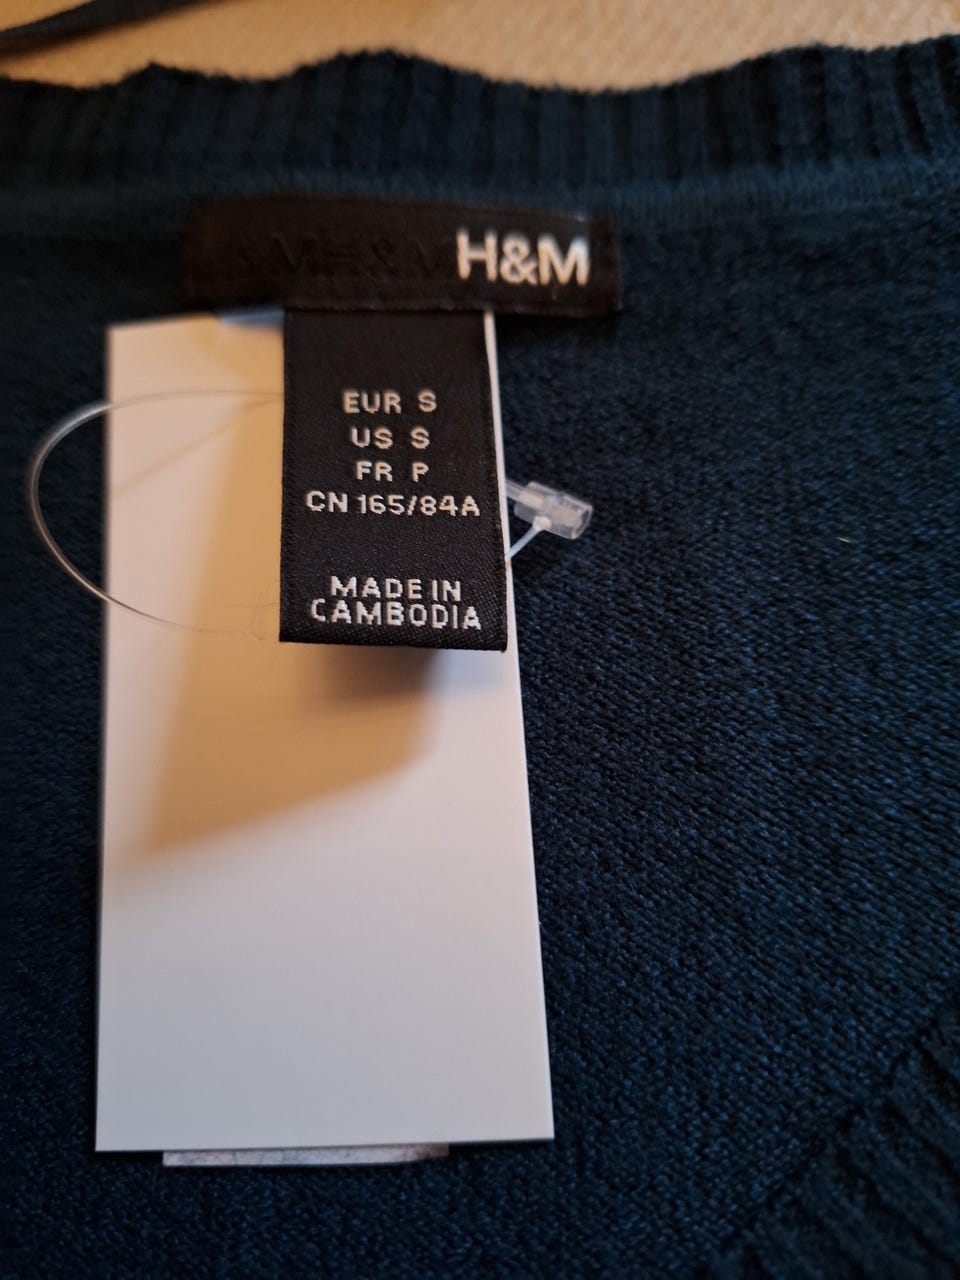 H&M
EUR S
US S
FR P
CN 165/84A
MADE IN
CAMBODIA